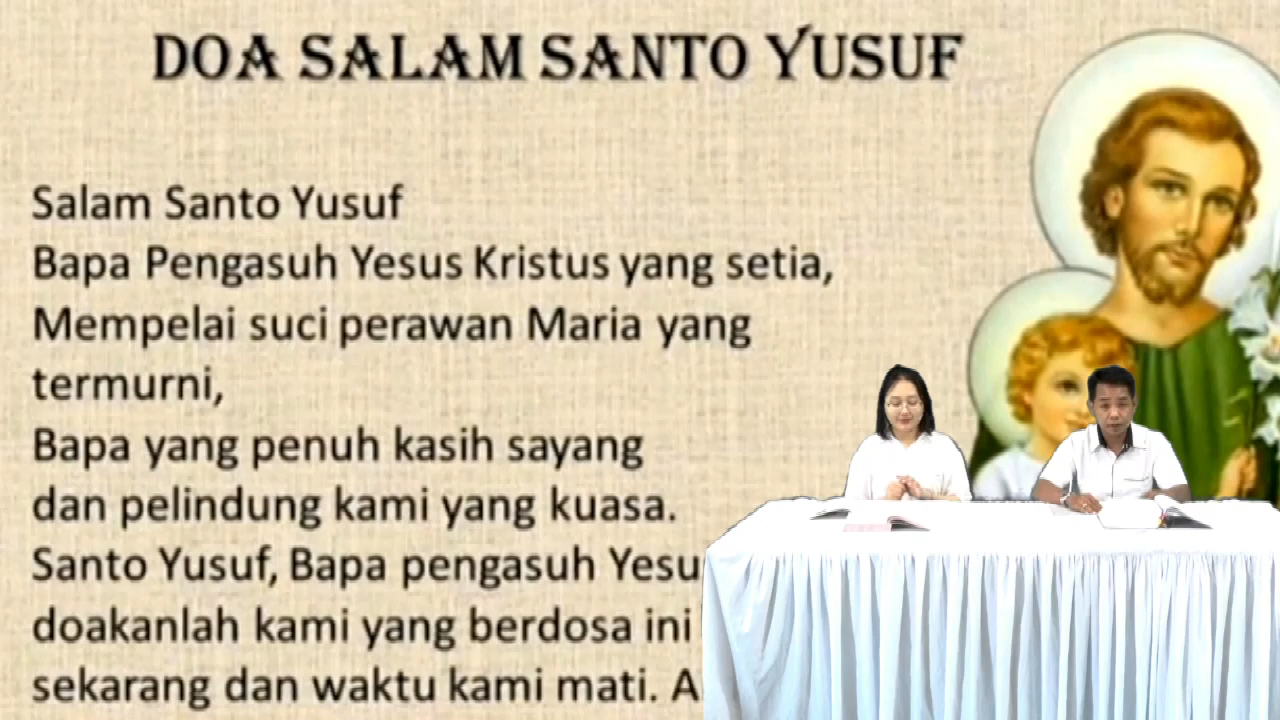 DOA SALAM SANTO YUSUF
Salam Santo Yusuf
Bapa Pengasuh Yesus Kristus yang setia,
Mempelai suci perawan Maria yang
termurni,
Bapa yang penuh kasih sayang
dan pelindung kami yang kuasa.
Santo Yusuf, Bapa pengasuh Yesu
doakanlah kami yang berdosa ini
sekarang dan waktu kami mati. A